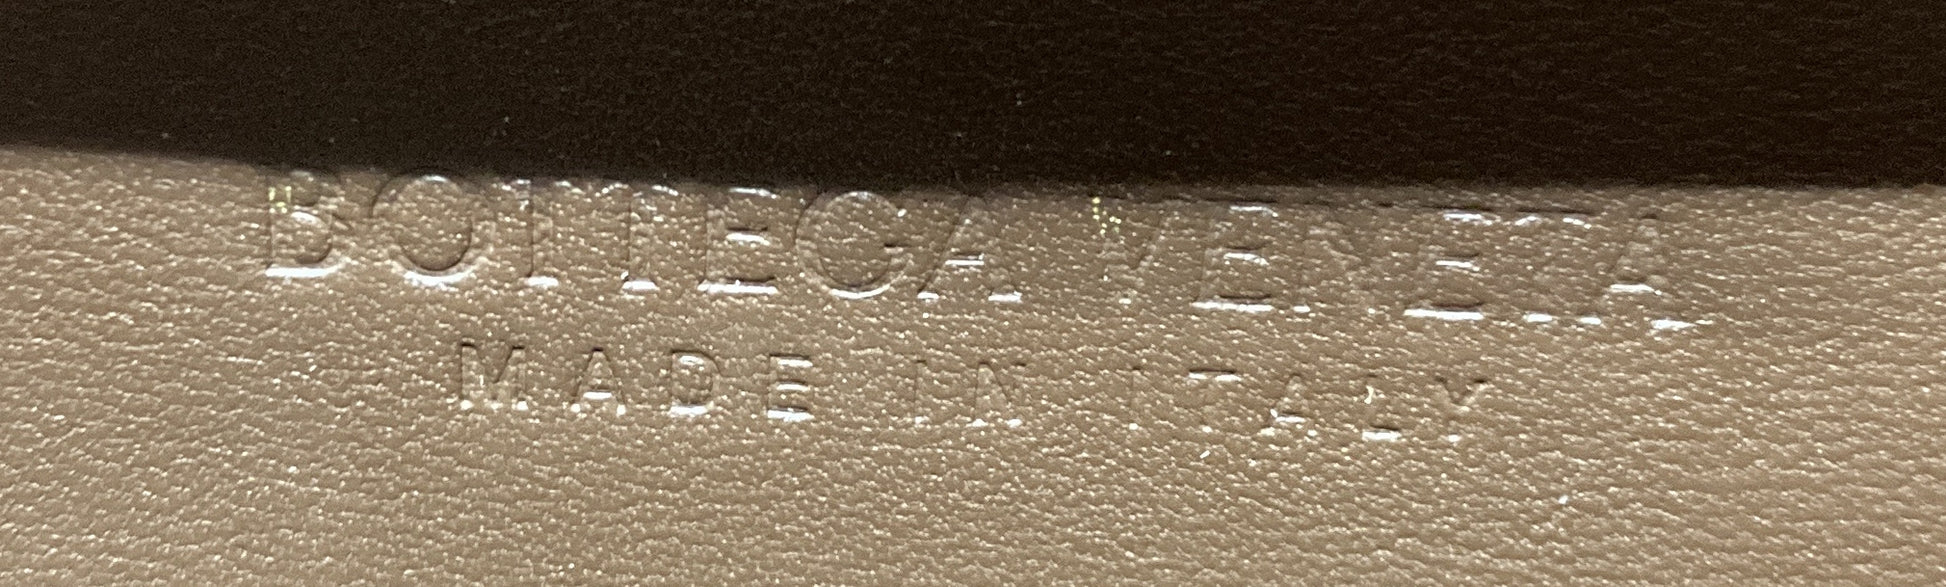 BOTTEGA VENETA
MADE IN ITALY